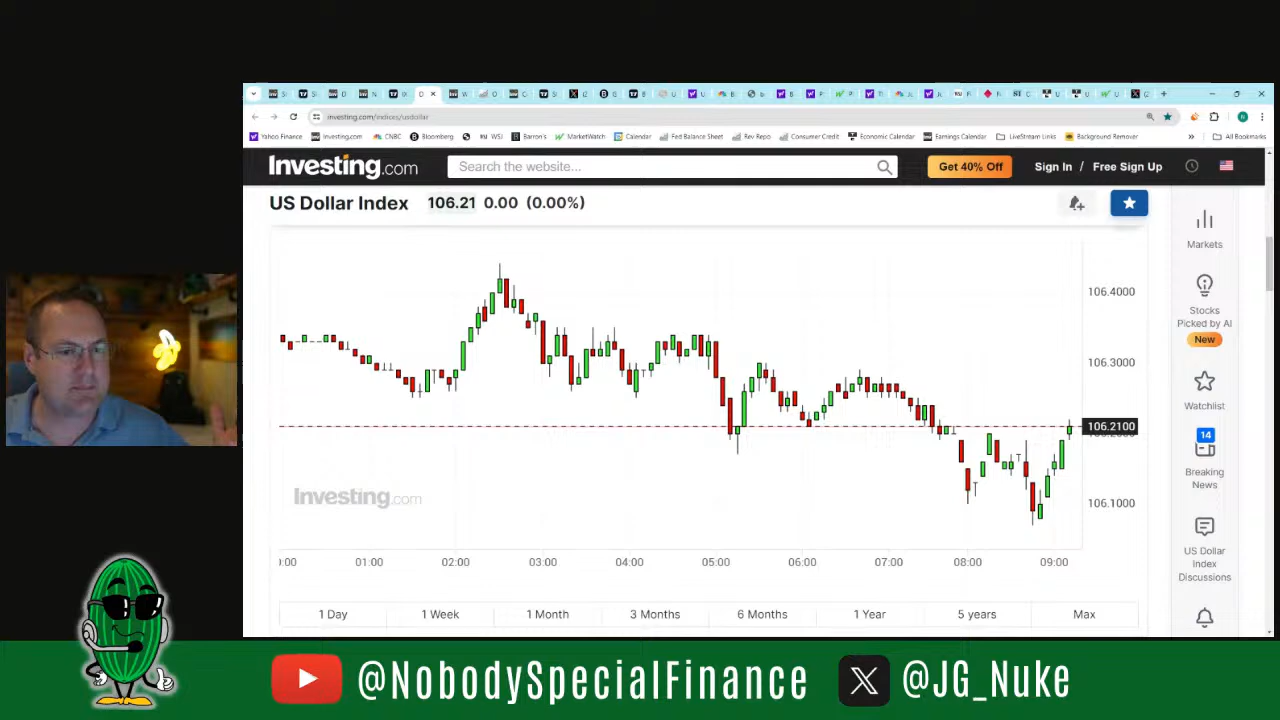 investing.com/indices/usdollar
Yahoo Finance Investing.com CNBC Bloomberg WSJ Barron's MarketWatch Calendar Fed Balance Sheet Rev Repo Consumer Credit Economic Calendar Earnings Calendar LiveStream Links Background Remover » All Bookmarks
Investing.com Search the website... Get 40% Off Sign In / Free Sign Up
US Dollar Index 106.21 0.00 (0.00%)
Markets
Stocks
Picked by AI
New
Watchlist
14
Breaking
News
US Dollar
Index
Discussions
106.4000
106.3000
106.2100
106.1000
Investing.com
01:00 02:00 03:00 04:00 05:00 06:00 07:00 08:00 09:00
1 Day 1 Week 1 Month 3 Months 6 Months 1 Year 5 years Max
@NobodySpecialFinance X @JG_Nuke